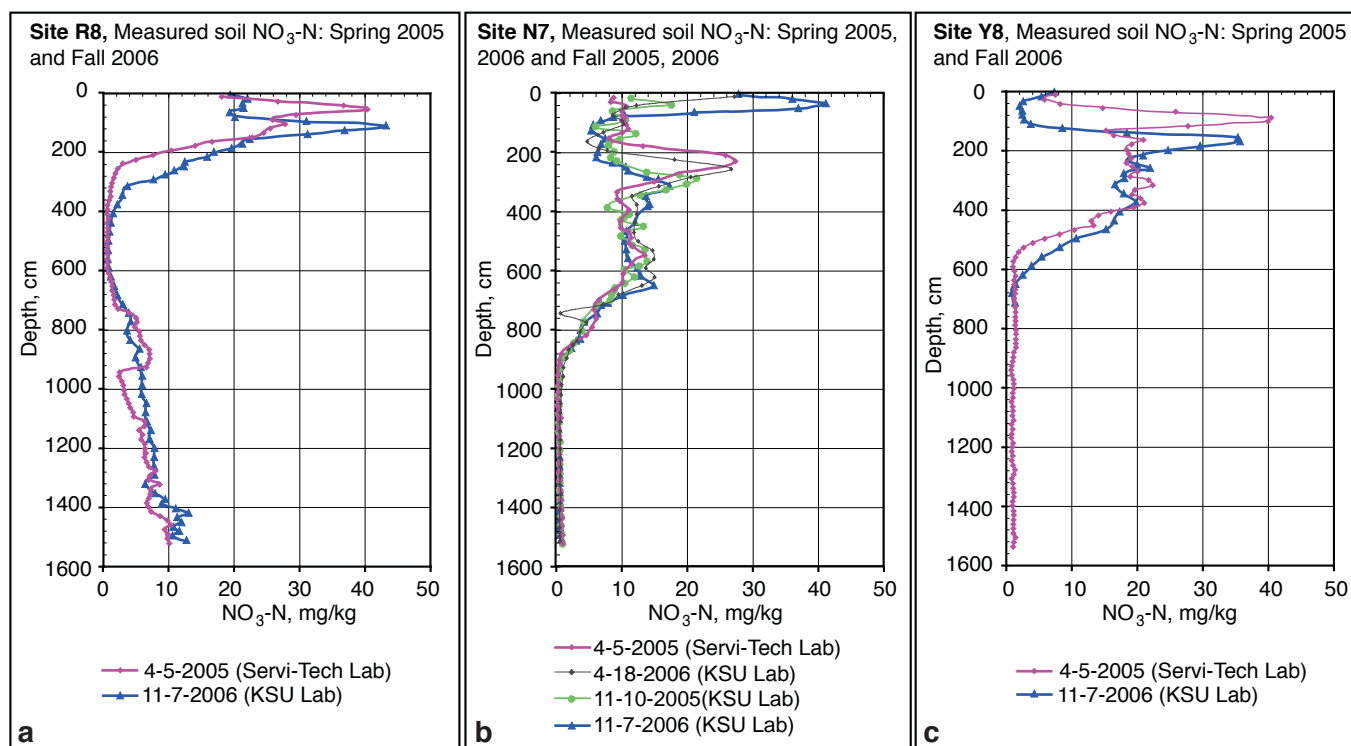 Site R8, Measured soil NO₃-N: Spring 2005
and Fall 2006
0
200
400
600
800
1000
1200
1400
1600
Depth, cm
0 10 20 30 40 50
NO₃-N, mg/kg
4-5-2005 (Servi-Tech Lab)
11-7-2006 (KSU Lab)
a
Site N7, Measured soil NO₃-N: Spring 2005,
2006 and Fall 2005, 2006
0
200
400
600
800
1000
1200
1400
1600
Depth, cm
0 10 20 30 40 50
NO₃-N, mg/kg
4-5-2005 (Servi-Tech Lab)
4-18-2006 (KSU Lab)
11-10-2005(KSU Lab)
11-7-2006 (KSU Lab)
b
Site Y8, Measured soil NO₃-N: Spring 2005
and Fall 2006
0
200
400
600
800
1000
1200
1400
1600
Depth, cm
0 10 20 30 40 50
NO₃-N, mg/kg
4-5-2005 (Servi-Tech Lab)
11-7-2006 (KSU Lab)
c